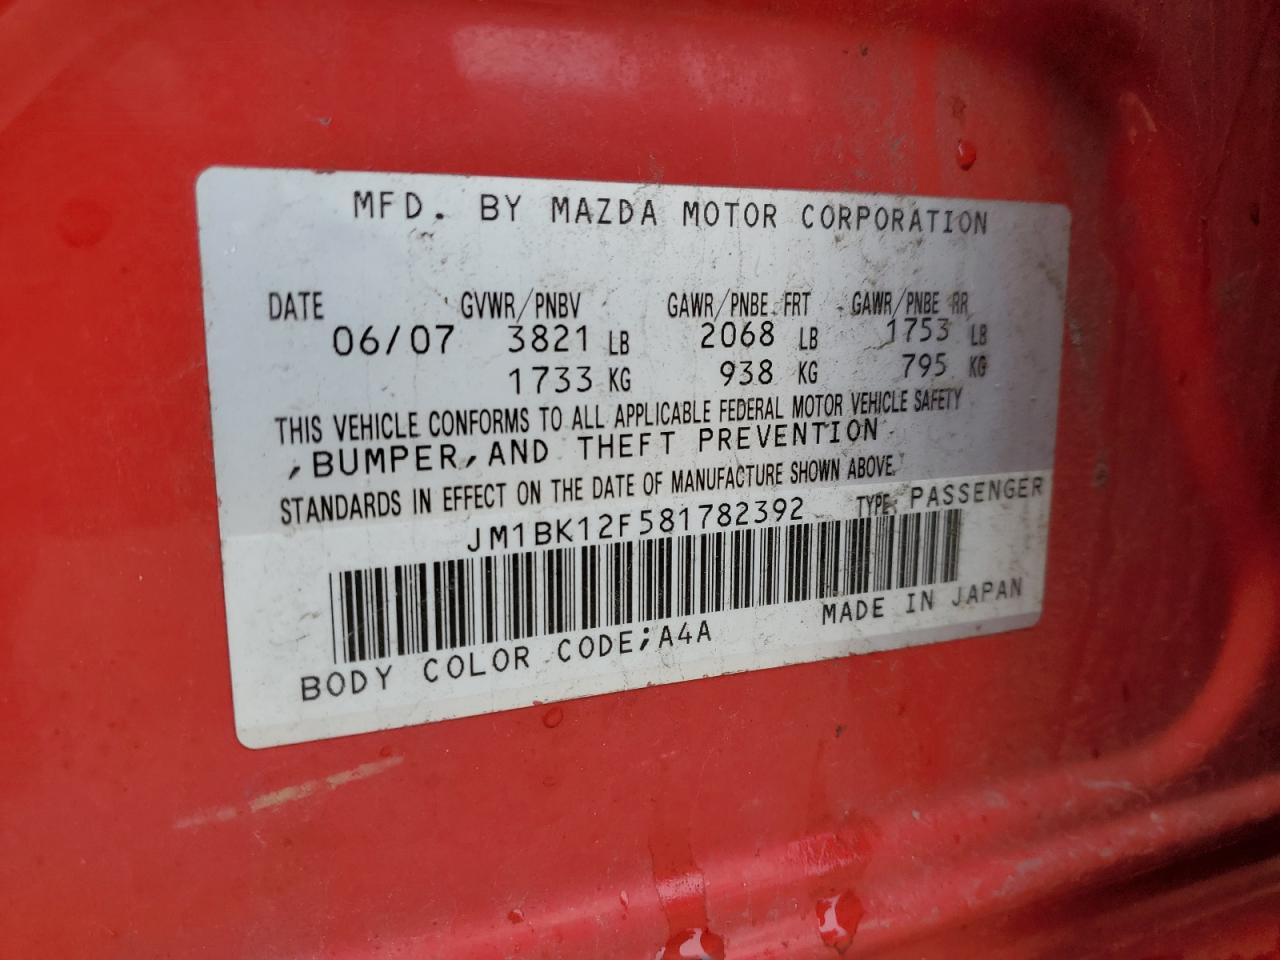 MFD. BY MAZDA MOTOR CORPORATION
DATE GVWR/PNBV GAWR/PNBE FRT GAWR/PNBE RR
06/07 3821 LB 2068 LB 1753 LB
1733 KG 938 KG 795 KG
THIS VEHICLE CONFORMS TO ALL APPLICABLE FEDERAL MOTOR VEHICLE SAFETY
,BUMPER,AND THEFT PREVENTION
STANDARDS IN EFFECT ON THE DATE OF MANUFACTURE SHOWN ABOVE.
JM1BK12F581782392 TYPE: PASSENGER
BODY COLOR CODE;A4A MADE IN JAPAN